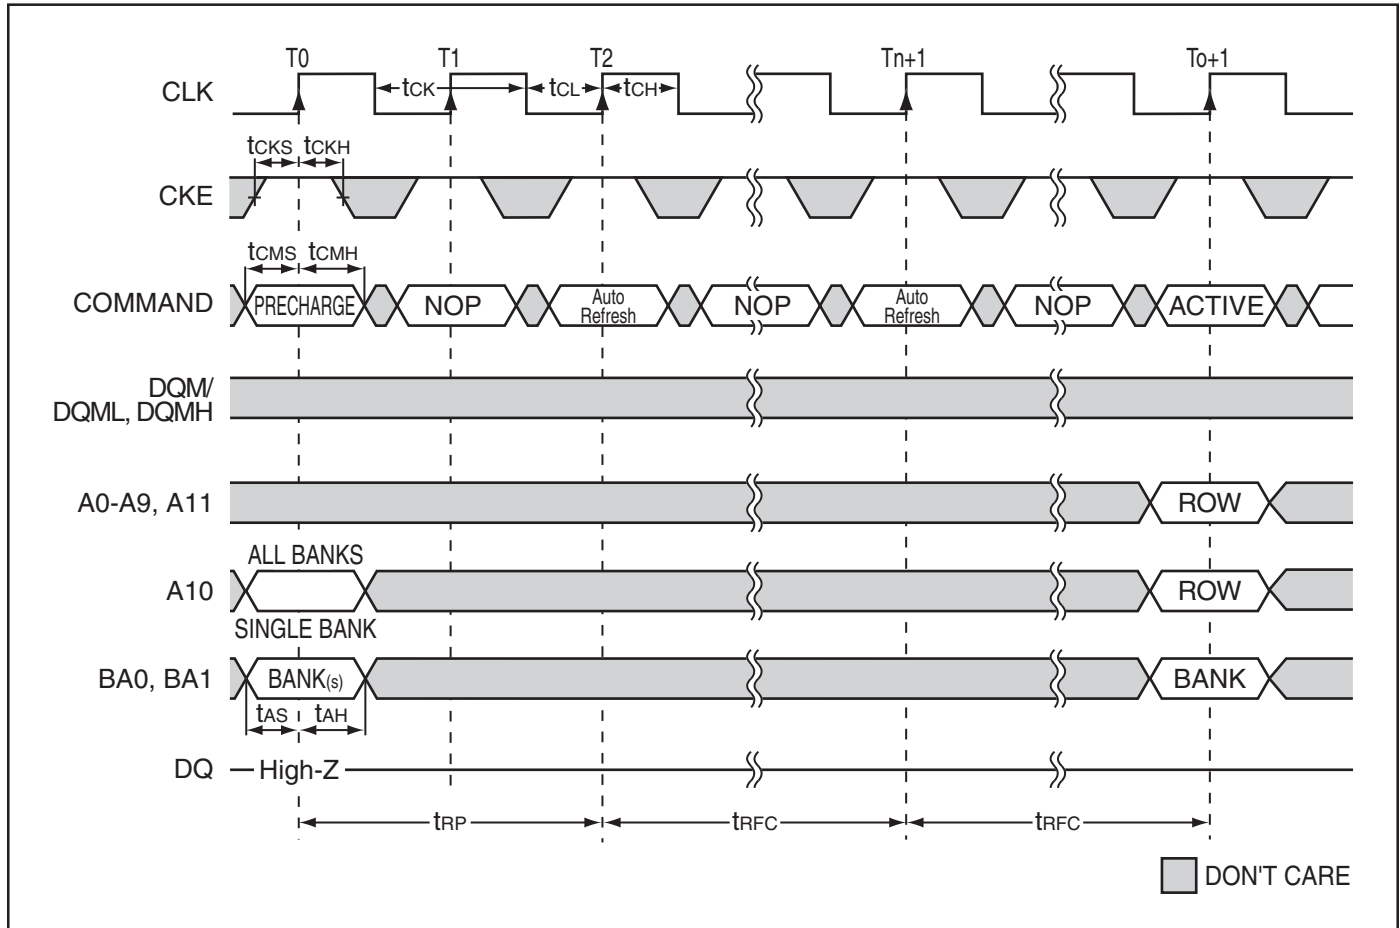 T0 T1 T2 Tn+1 To+1
CLK tCK tCL tCH
tCKS tCKH
CKE
tCMS tCMH
COMMAND PRECHARGE NOP Auto Refresh NOP Auto Refresh NOP ACTIVE
DQM/
DQML, DQMH
A0-A9, A11 ROW
ALL BANKS
A10 ROW
SINGLE BANK
BA0, BA1 BANK(s) BANK
tAS tAH
DQ High-Z
tRP tRFC tRFC
DON'T CARE